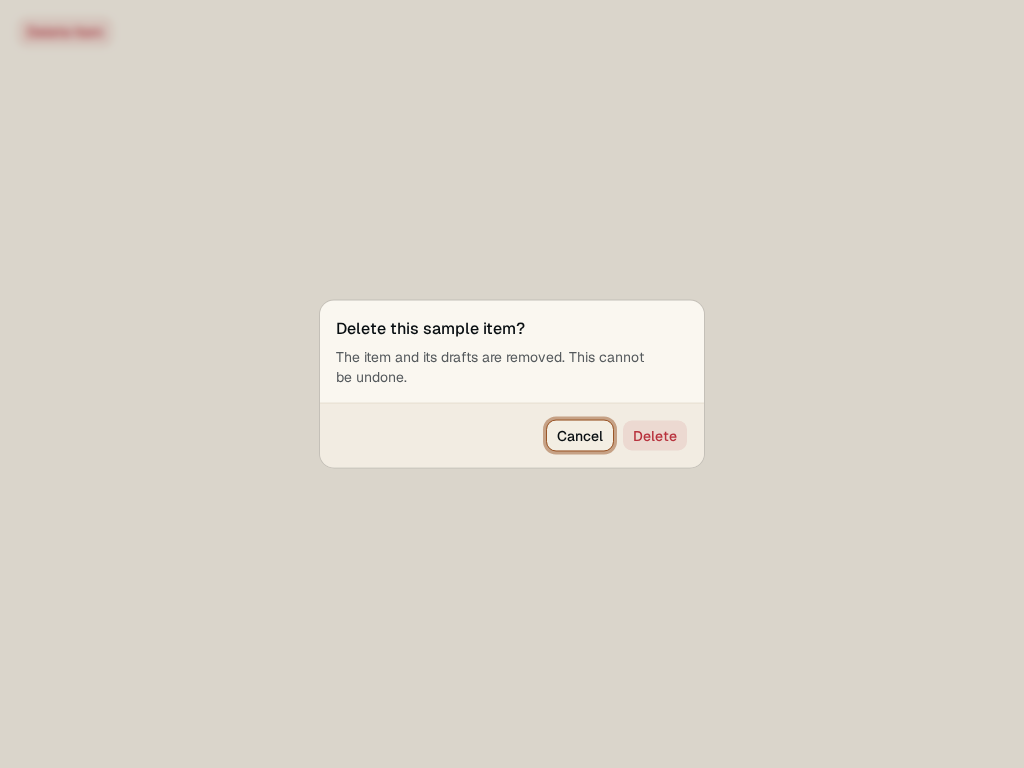 Delete this sample item?
The item and its drafts are removed. This cannot
be undone.
Cancel
Delete